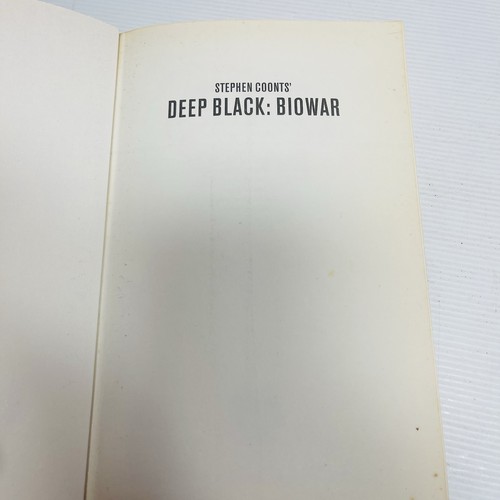 STEPHEN COONTS'
DEEP BLACK: BIOWAR